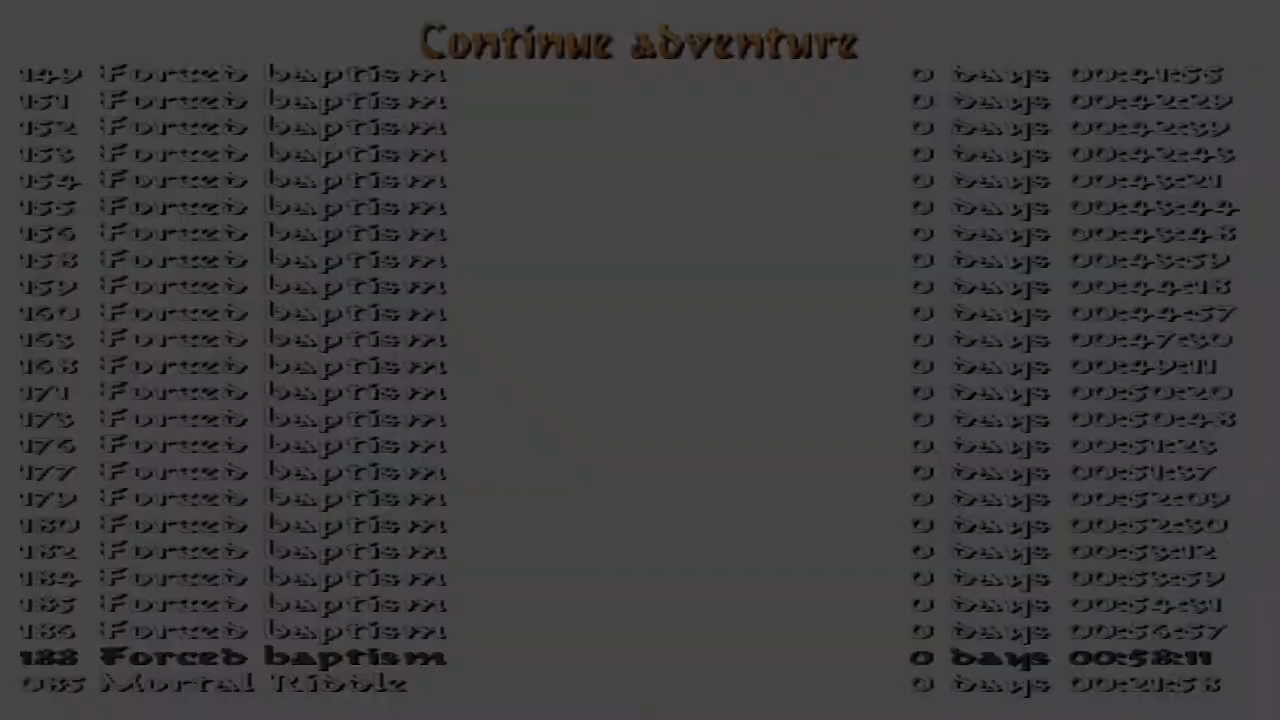 Continue adventure
149 Forced baptism 0 days 00:41:55
151 Forced baptism 0 days 00:42:29
152 Forced baptism 0 days 00:42:39
153 Forced baptism 0 days 00:42:43
154 Forced baptism 0 days 00:43:21
155 Forced baptism 0 days 00:43:44
156 Forced baptism 0 days 00:43:48
158 Forced baptism 0 days 00:43:59
159 Forced baptism 0 days 00:44:18
160 Forced baptism 0 days 00:44:57
163 Forced baptism 0 days 00:47:30
168 Forced baptism 0 days 00:49:11
171 Forced baptism 0 days 00:50:20
173 Forced baptism 0 days 00:50:48
176 Forced baptism 0 days 00:51:23
177 Forced baptism 0 days 00:51:37
179 Forced baptism 0 days 00:52:09
180 Forced baptism 0 days 00:52:30
182 Forced baptism 0 days 00:53:12
184 Forced baptism 0 days 00:53:59
185 Forced baptism 0 days 00:54:31
186 Forced baptism 0 days 00:56:57
188 Forced baptism 0 days 00:58:11
085 Mortal Riddle 0 days 00:21:58